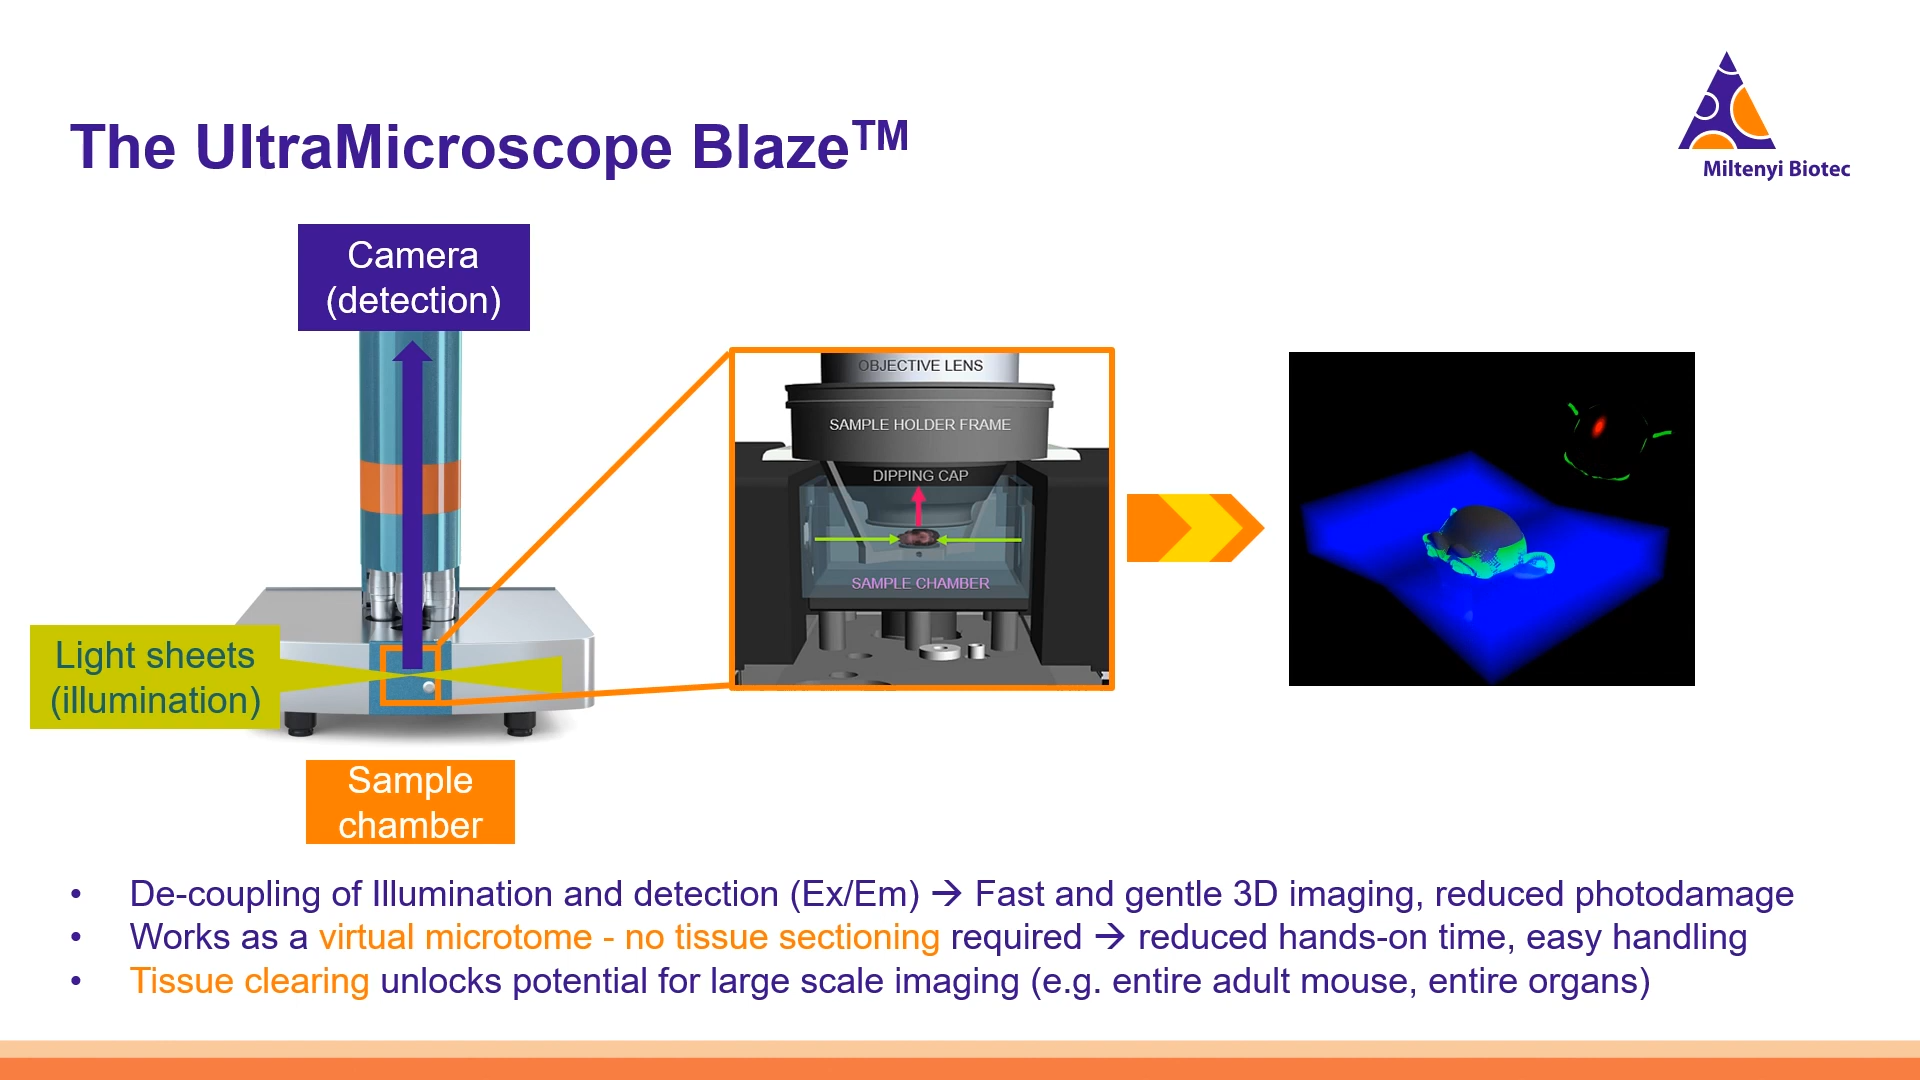 The UltraMicroscope Blaze™
Miltenyi Biotec
Camera
(detection)
OBJECTIVE LENS
SAMPLE HOLDER FRAME
DIPPING CAP
SAMPLE CHAMBER
Light sheets
(illumination)
Sample
chamber
• De-coupling of Illumination and detection (Ex/Em) → Fast and gentle 3D imaging, reduced photodamage
• Works as a virtual microtome - no tissue sectioning required → reduced hands-on time, easy handling
• Tissue clearing unlocks potential for large scale imaging (e.g. entire adult mouse, entire organs)